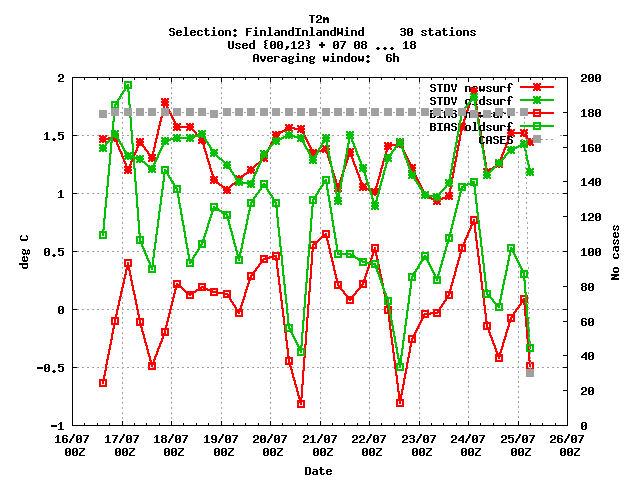 T2m
Selection: FinlandInlandWind 30 stations
Used {00,12} + 07 08 ... 18
Averaging window: 6h
STDV newsurf
STDV oldsurf
BIAS newsurf
BIAS oldsurf
CASES
2
1.5
1
0.5
0
-0.5
-1
deg C
200
180
160
140
120
100
80
60
40
20
0
No cases
16/07 17/07 18/07 19/07 20/07 21/07 22/07 23/07 24/07 25/07 26/07
00Z 00Z 00Z 00Z 00Z 00Z 00Z 00Z 00Z 00Z 00Z
Date